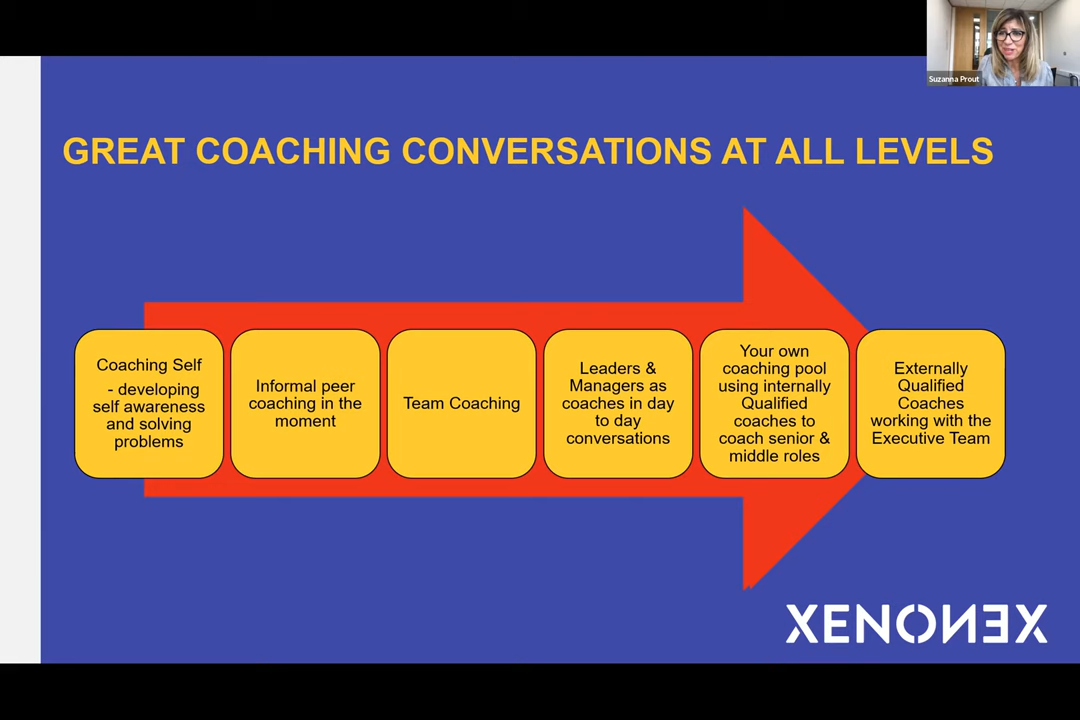 Suzanna Prout
GREAT COACHING CONVERSATIONS AT ALL LEVELS
Coaching Self
- developing
self awareness
and solving
problems
Informal peer
coaching in the
moment
Team Coaching
Leaders &
Managers as
coaches in day
to day
conversations
Your own
coaching pool
using internally
Qualified
coaches to
coach senior &
middle roles
Externally
Qualified
Coaches
working with the
Executive Team
XENONEX